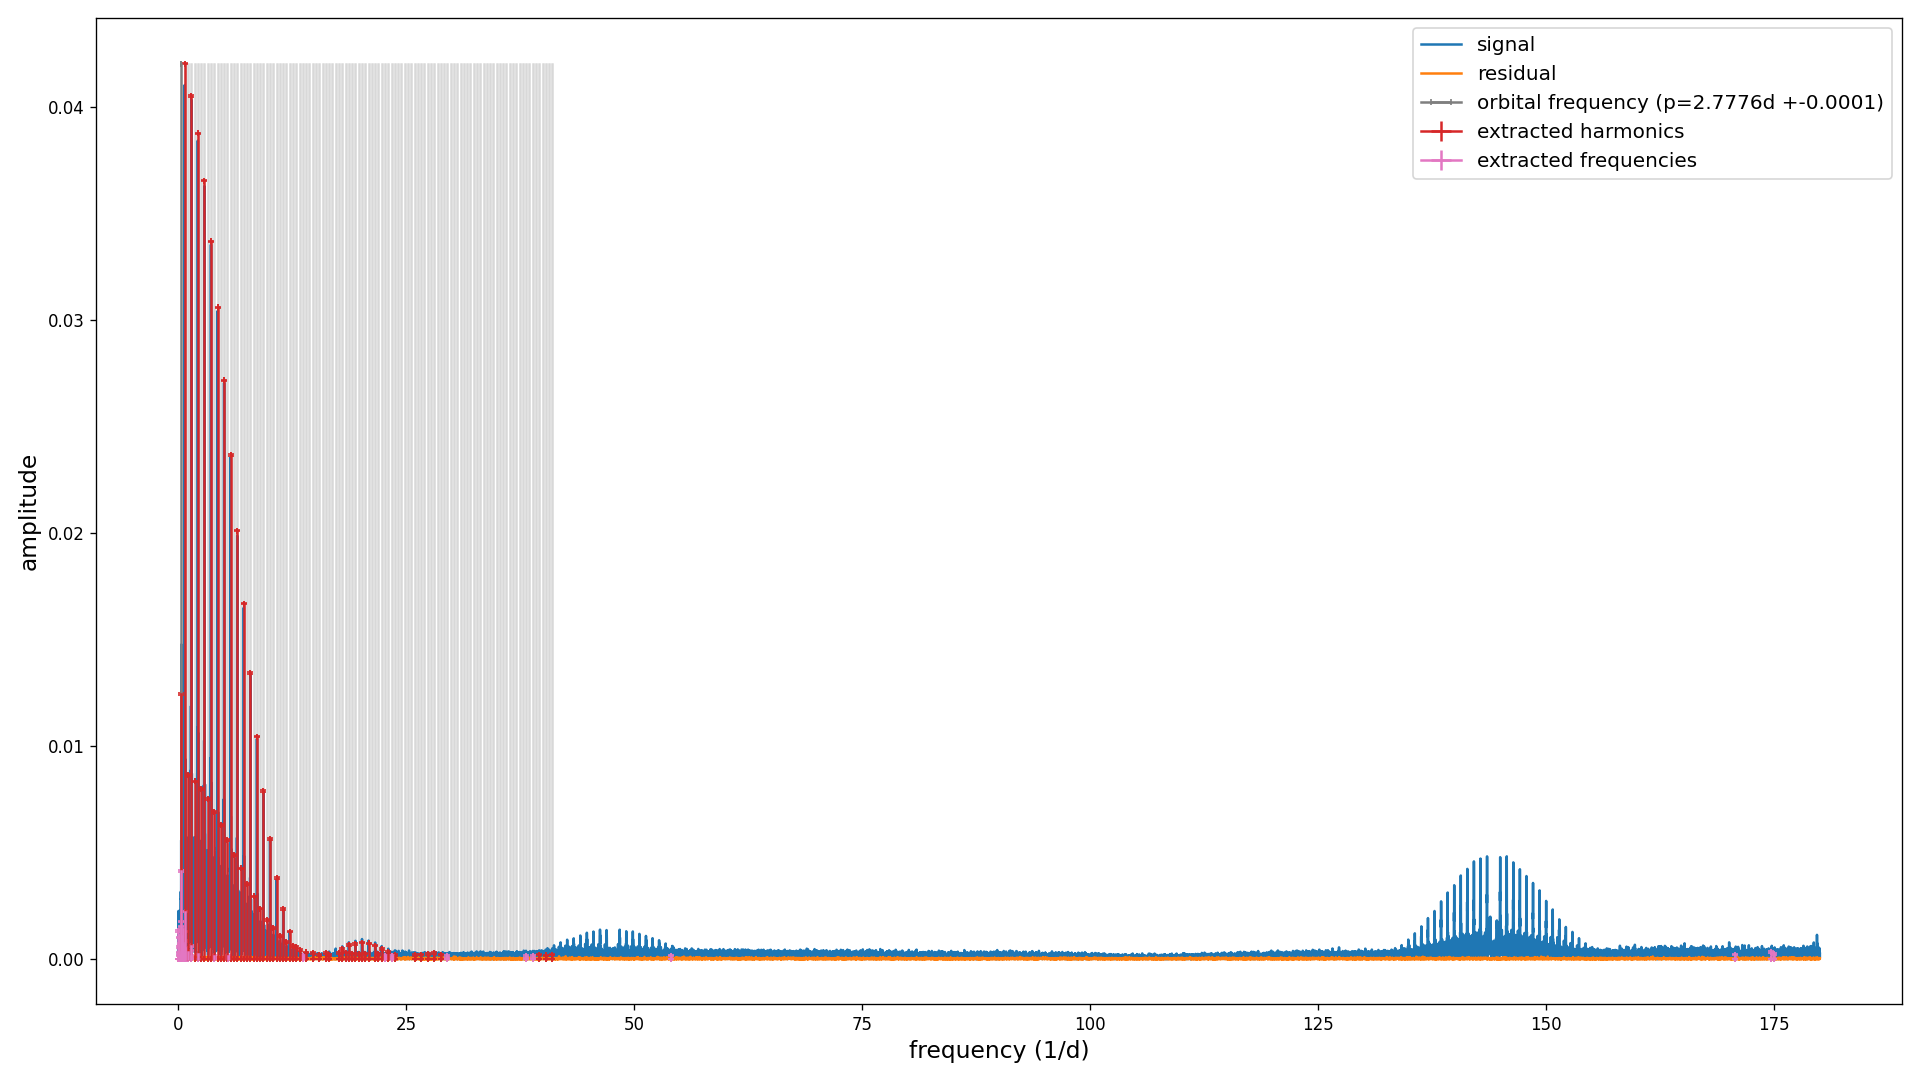 signal
residual
orbital frequency (p=2.7776d +-0.0001)
extracted harmonics
extracted frequencies
amplitude
0.04
0.03
0.02
0.01
0.00
0 25 50 75 100 125 150 175
frequency (1/d)